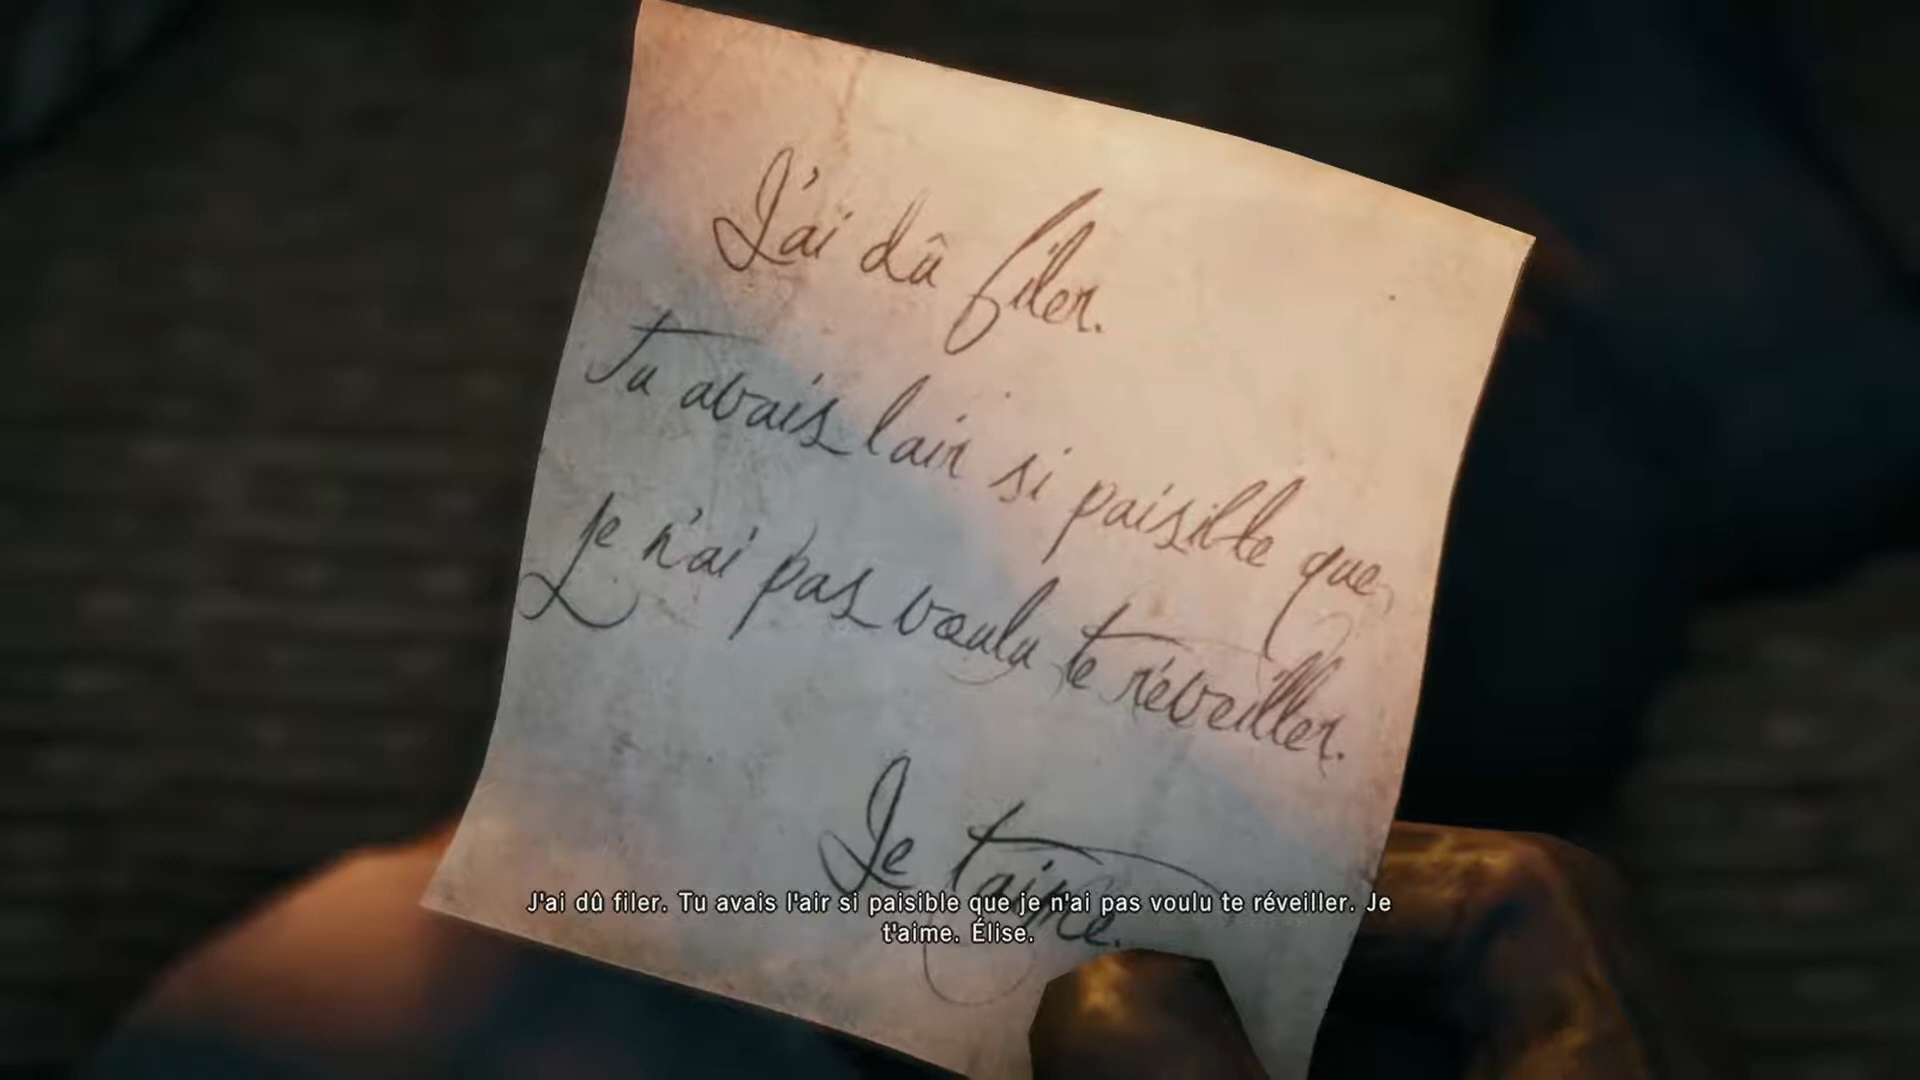 J'ai dû filer.
Tu avais l'air si paisible que
je n'ai pas voulu te réveiller.
Je t'aime.
J'ai dû filer. Tu avais l'air si paisible que je n'ai pas voulu te réveiller. Je
t'aime. Élise.